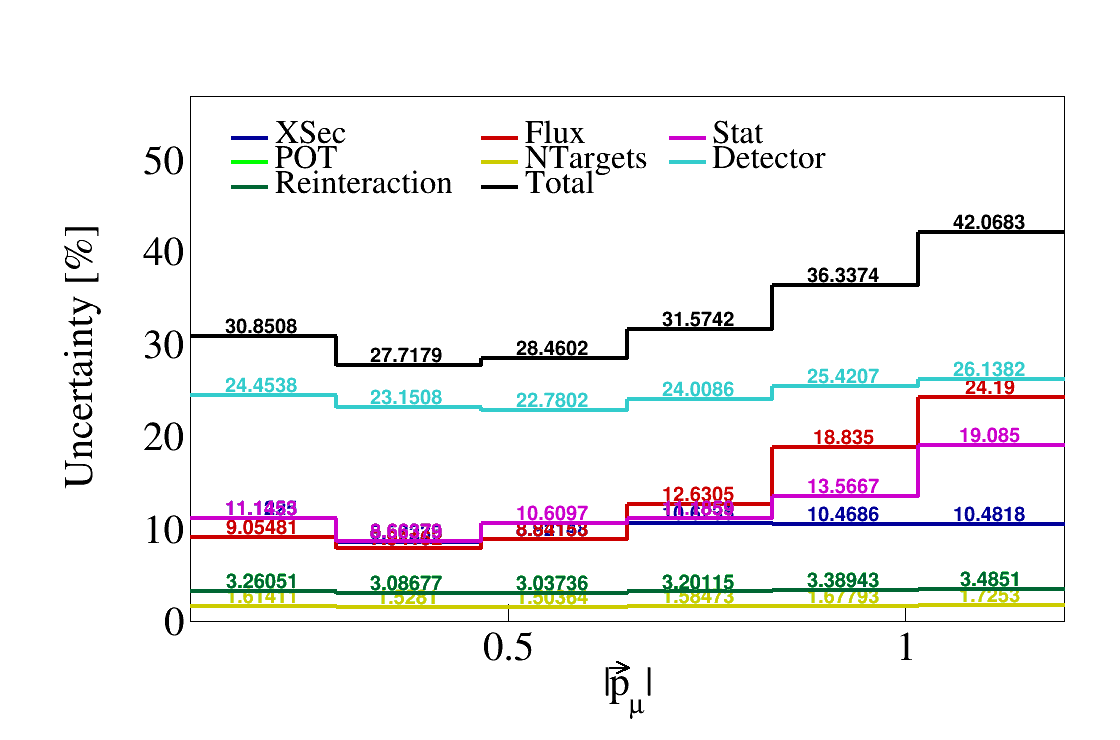 XSec Flux Stat
POT NTargets Detector
Reinteraction Total
Uncertainty [%]
50
40
30
20
10
0
30.8508 27.7179 28.4602 31.5742 36.3374 42.0683
24.4538 23.1508 22.7802 24.0086 25.4207 26.1382
12.6305 18.835 24.19
10.6097 13.5667 19.085
9.05481 10.4686 10.4818
3.26051 3.08677 3.03736 3.20115 3.38943 3.4851
1.61411 1.5281 1.50364 1.58473 1.67793 1.7253
0.5 1
|p⃗μ|